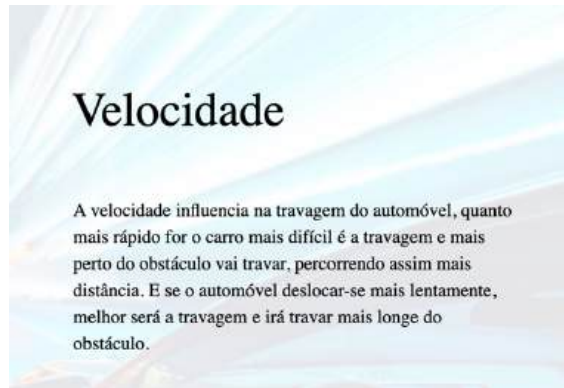 Velocidade
A velocidade influencia na travagem do automóvel, quanto
mais rápido for o carro mais difícil é a travagem e mais
perto do obstáculo vai travar, percorrendo assim mais
distância. E se o automóvel deslocar-se mais lentamente,
melhor será a travagem e irá travar mais longe do
obstáculo.